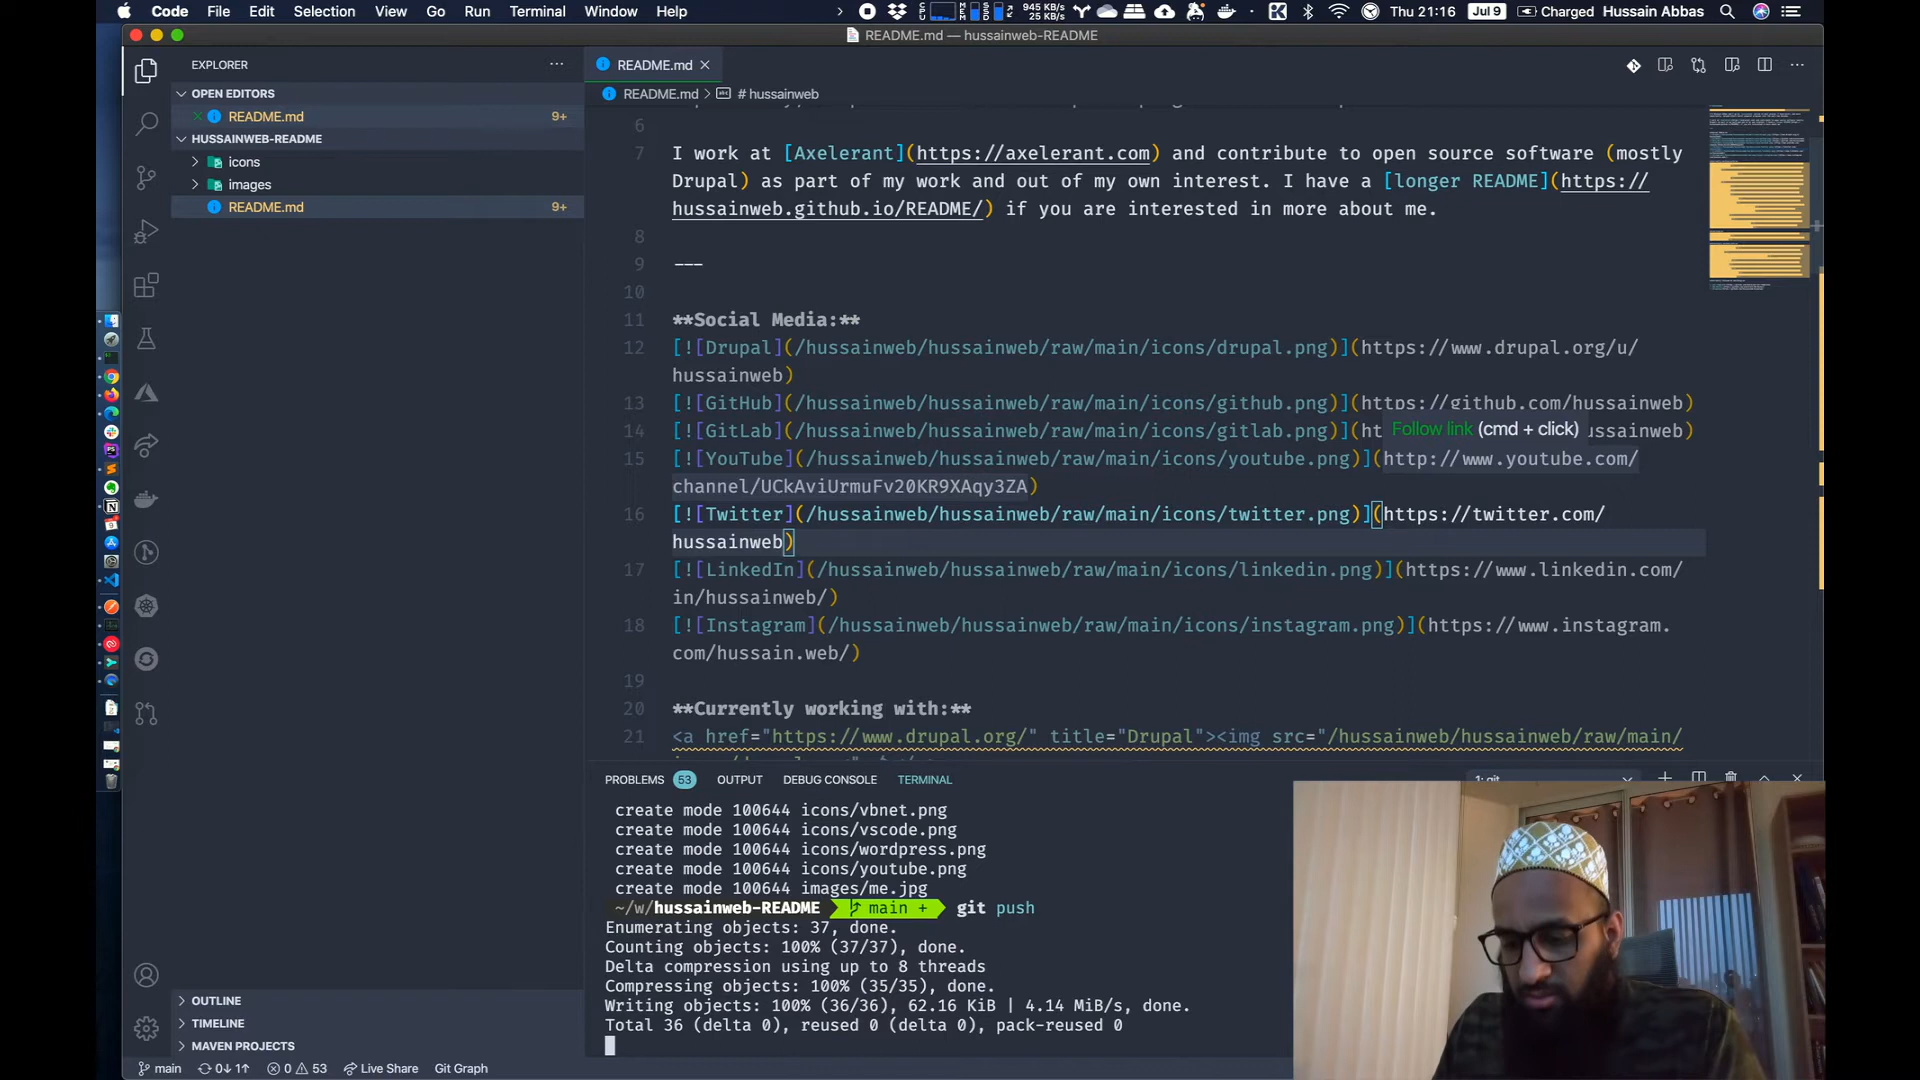 Code File Edit Selection View Go Run Terminal Window Help
945 KB/s
25 KB/s
Thu 21:16 Jul 9 Charged Hussain Abbas
README.md — hussainweb-README
EXPLORER
README.md
OPEN EDITORS
README.md > # hussainweb
README.md 9+
HUSSAINWEB-README
icons
images
README.md 9+
6
7 I work at [Axelerant](https://axelerant.com) and contribute to open source software (mostly
Drupal) as part of my work and out of my own interest. I have a [longer README](https://
hussainweb.github.io/README/) if you are interested in more about me.
8
9 ---
10
11 **Social Media:**
12 [![Drupal](/hussainweb/hussainweb/raw/main/icons/drupal.png)](https://www.drupal.org/u/
hussainweb)
13 [![GitHub](/hussainweb/hussainweb/raw/main/icons/github.png)](https://github.com/hussainweb)
14 [![GitLab](/hussainweb/hussainweb/raw/main/icons/gitlab.png)](ht
Follow link (cmd + click)
ussainweb)
15 [![YouTube](/hussainweb/hussainweb/raw/main/icons/youtube.png)](http://www.youtube.com/
channel/UCkAviUrmuFv20KR9XAqy3ZA)
16 [![Twitter](/hussainweb/hussainweb/raw/main/icons/twitter.png)](https://twitter.com/
hussainweb)
17 [![LinkedIn](/hussainweb/hussainweb/raw/main/icons/linkedin.png)](https://www.linkedin.com/
in/hussainweb/)
18 [![Instagram](/hussainweb/hussainweb/raw/main/icons/instagram.png)](https://www.instagram.
com/hussain.web/)
19
20 **Currently working with:**
21 <a href="https://www.drupal.org/" title="Drupal"><img src="/hussainweb/hussainweb/raw/main/
PROBLEMS 53 OUTPUT DEBUG CONSOLE TERMINAL
1: git
create mode 100644 icons/vbnet.png
create mode 100644 icons/vscode.png
create mode 100644 icons/wordpress.png
create mode 100644 icons/youtube.png
create mode 100644 images/me.jpg
~/w/hussainweb-README main + git push
Enumerating objects: 37, done.
Counting objects: 100% (37/37), done.
Delta compression using up to 8 threads
Compressing objects: 100% (35/35), done.
Writing objects: 100% (36/36), 62.16 KiB | 4.14 MiB/s, done.
Total 36 (delta 0), reused 0 (delta 0), pack-reused 0
OUTLINE
TIMELINE
MAVEN PROJECTS
main 0↓ 1↑ 0 53 Live Share Git Graph